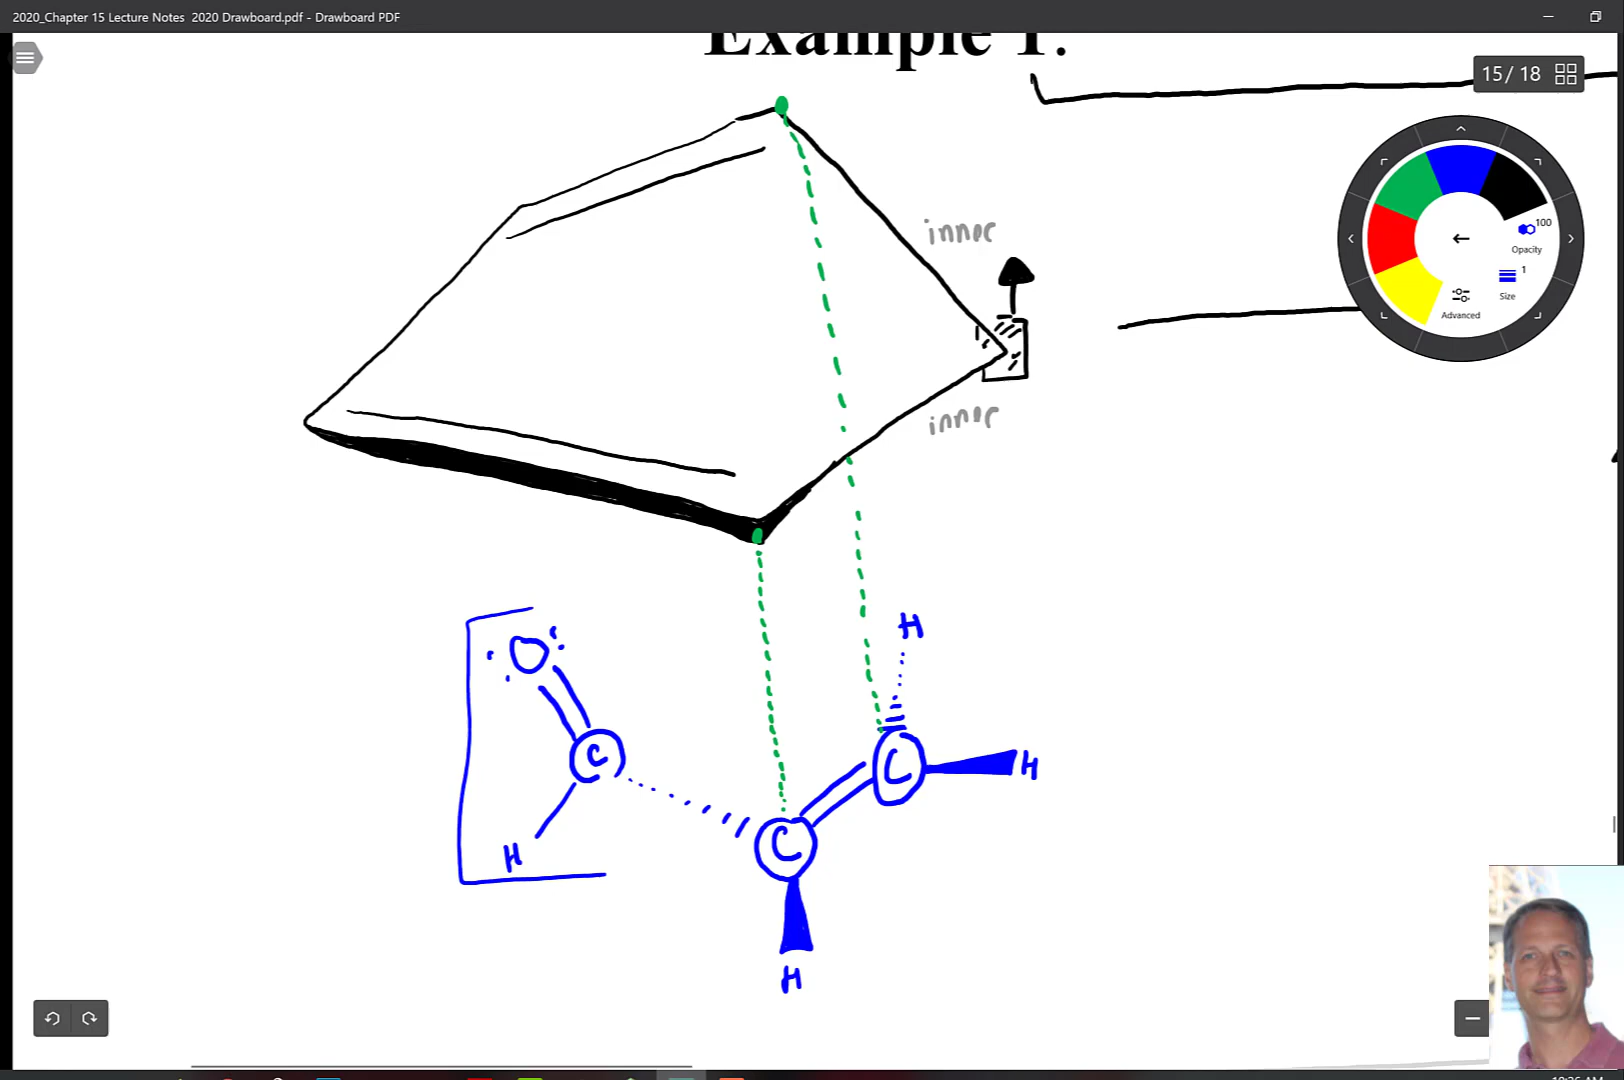 2020_Chapter 15 Lecture Notes 2020 Drawboard.pdf - Drawboard PDF
Example 1.
15 / 18
100
Opacity
1
Size
Advanced
inner
inner
H
O
C
C
H
C
H
H